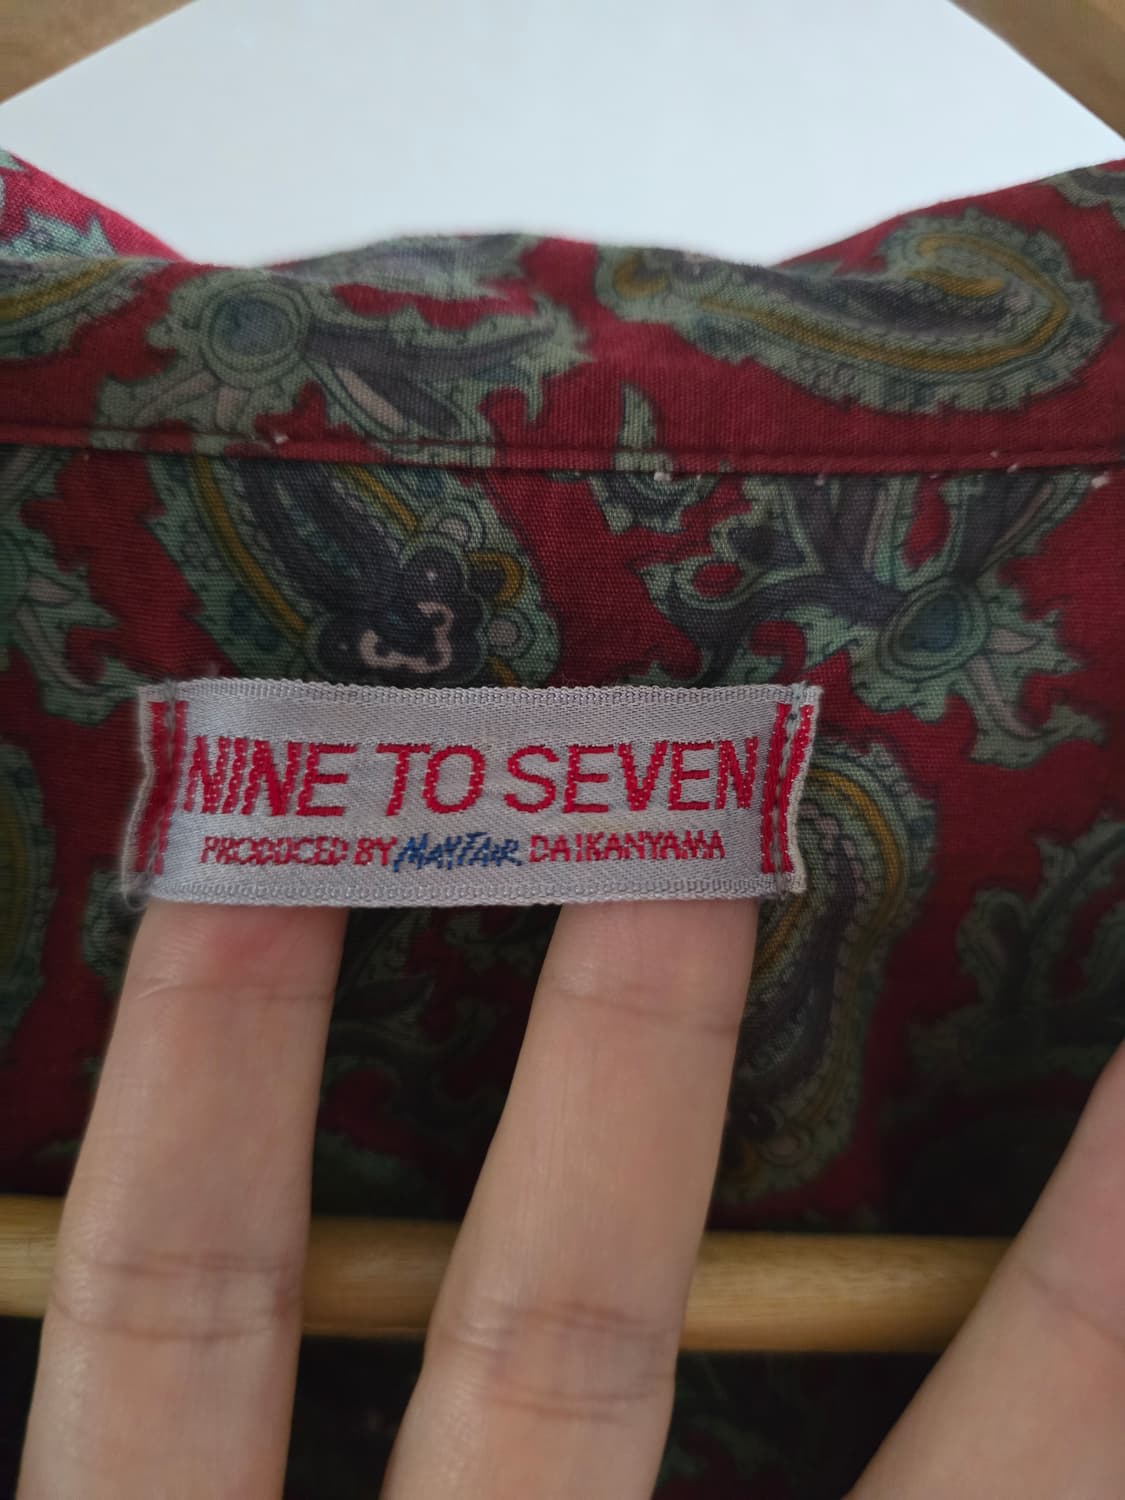 NINE TO SEVEN
PRODUCED BY MAYFAIR DAIKANYAMA